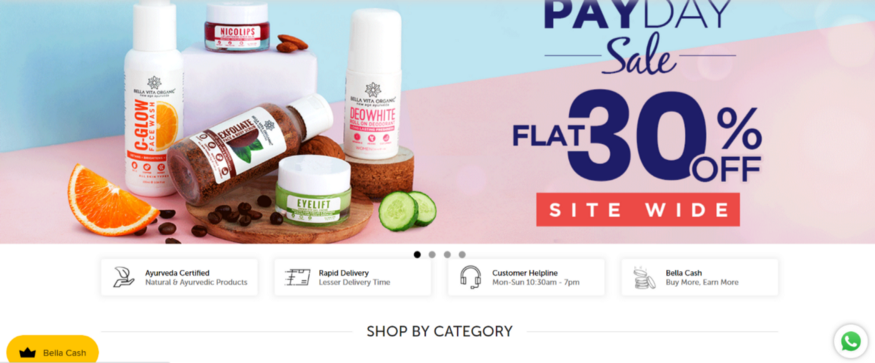 PAYDAY
Sale
FLAT 30% OFF
SITE WIDE
NICOLIPS
BELLA VITA ORGANIC
C-GLOW
FACE WASH
EXFOLIATE
BELLA VITA ORGANIC
DEOWHITE
EYELIFT
Ayurveda Certified
Natural & Ayurvedic Products
Rapid Delivery
Lesser Delivery Time
Customer Helpline
Mon-Sun 10:30am - 7pm
Bella Cash
Buy More, Earn More
SHOP BY CATEGORY
Bella Cash